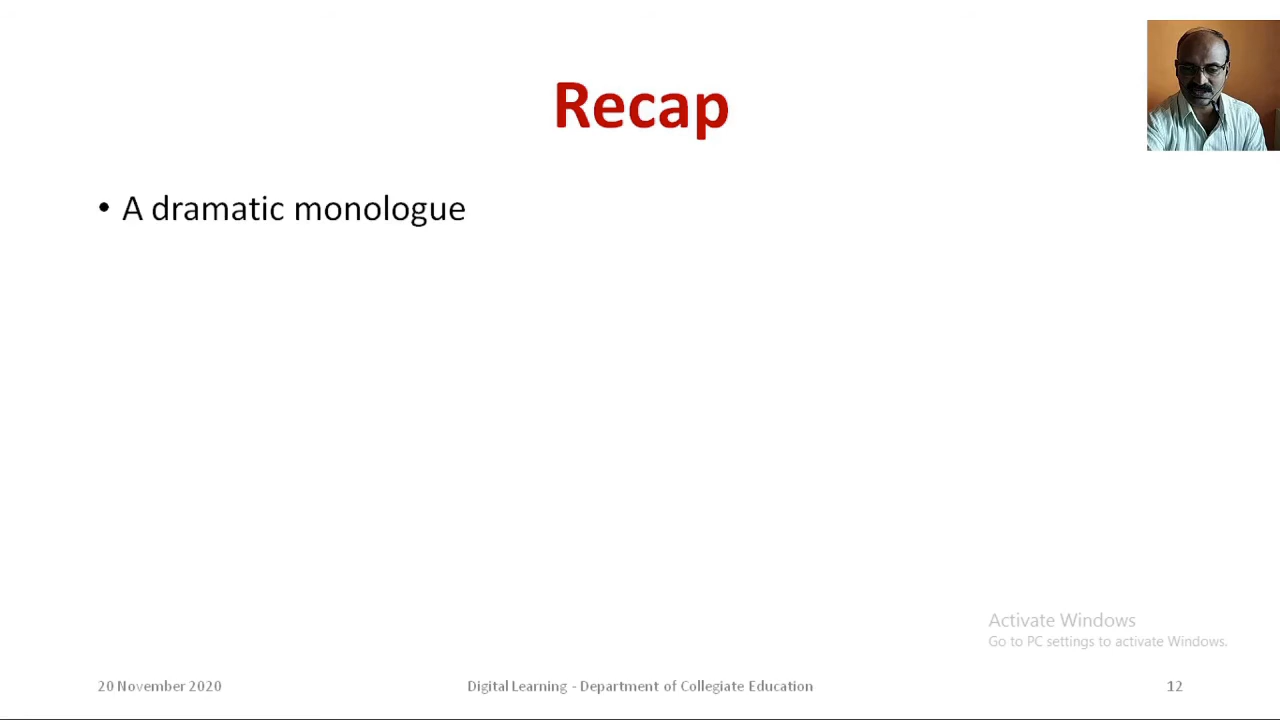 Recap
• A dramatic monologue
Activate Windows
Go to PC settings to activate Windows.
20 November 2020
Digital Learning - Department of Collegiate Education
12